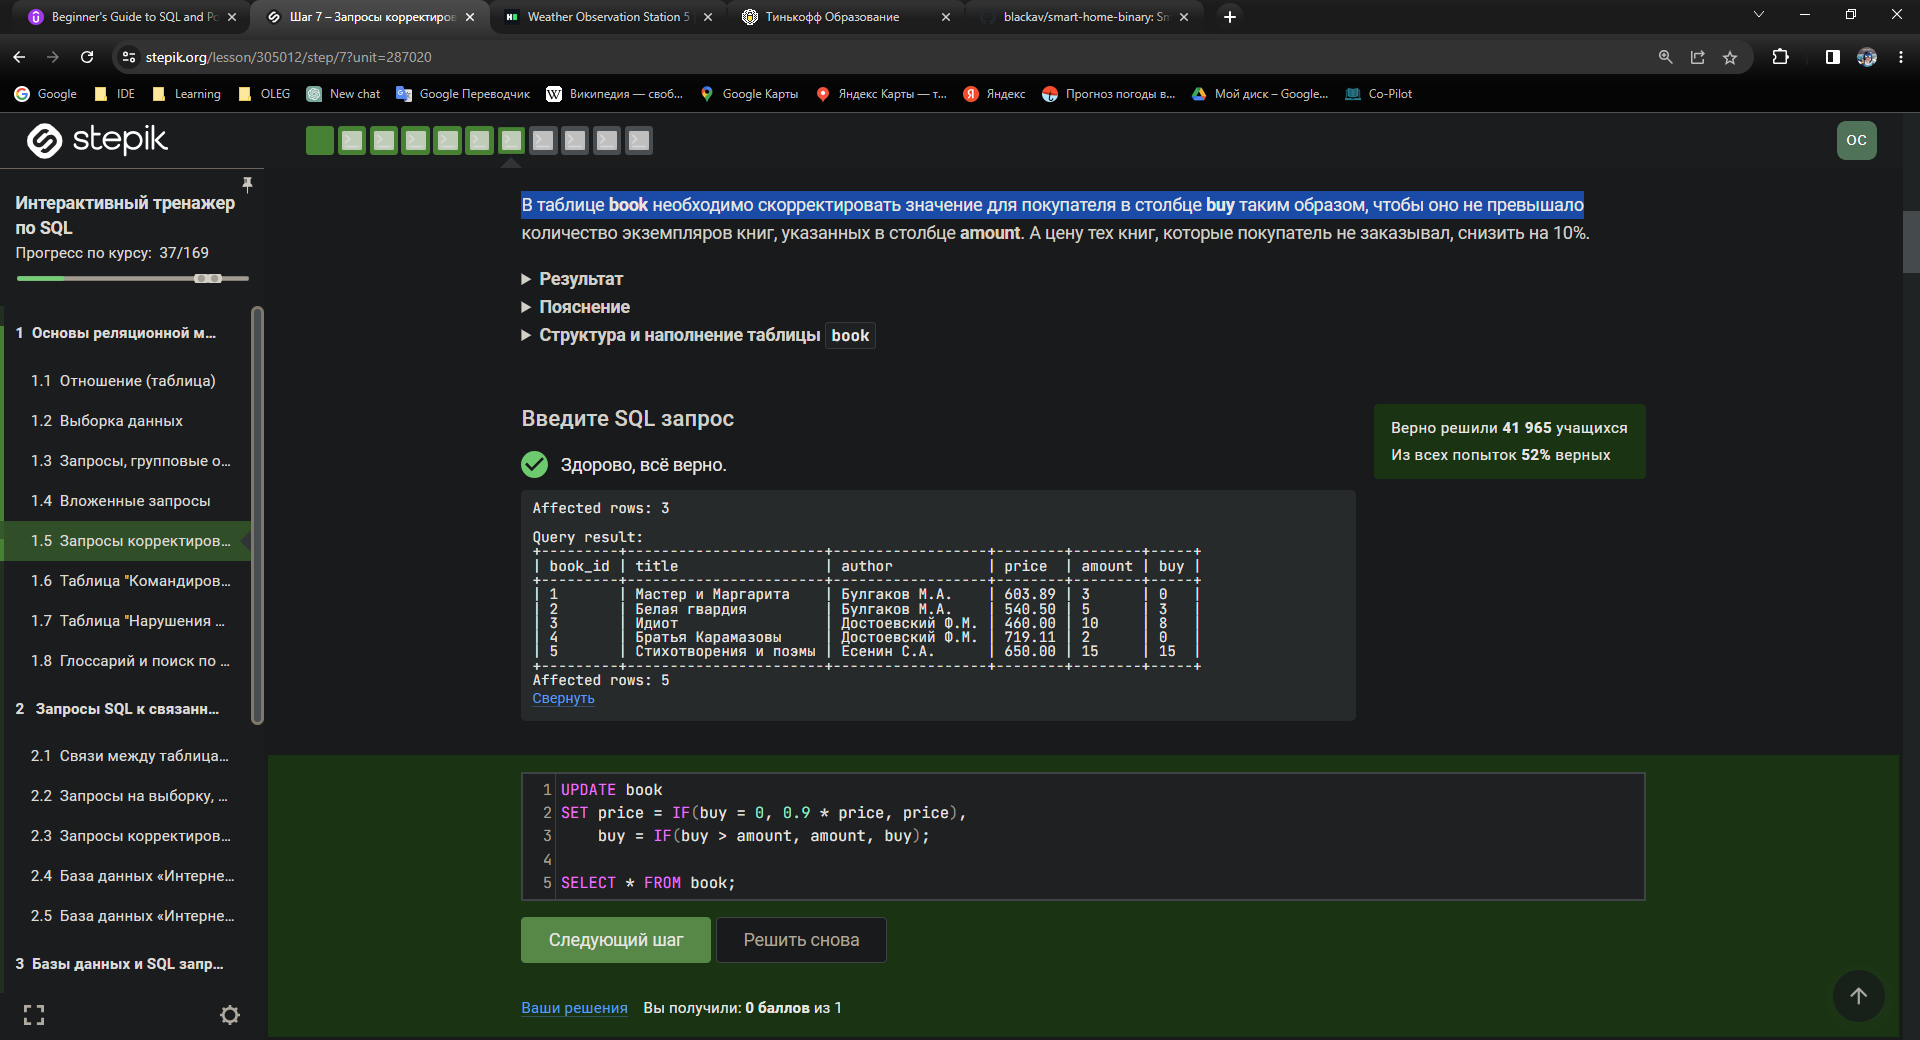 Beginner's Guide to SQL and Po
Шаг 7 – Запросы корректиров
Weather Observation Station 5
Тинькофф Образование
blackav/smart-home-binary: Sm
stepik.org/lesson/305012/step/7?unit=287020
Google
IDE
Learning
OLEG
New chat
Google Переводчик
Википедия — своб...
Google Карты
Яндекс Карты — т...
Яндекс
Прогноз погоды в...
Мой диск – Google...
Co-Pilot
stepik
OC
Интерактивный тренажер
по SQL
Прогресс по курсу: 37/169
1 Основы реляционной м...
1.1 Отношение (таблица)
1.2 Выборка данных
1.3 Запросы, групповые о...
1.4 Вложенные запросы
1.5 Запросы корректиров...
1.6 Таблица "Командиров...
1.7 Таблица "Нарушения ...
1.8 Глоссарий и поиск по ...
2 Запросы SQL к связанн...
2.1 Связи между таблица...
2.2 Запросы на выборку, ...
2.3 Запросы корректиров...
2.4 База данных «Интерне...
2.5 База данных «Интерне...
3 Базы данных и SQL запр...
В таблице book необходимо скорректировать значение для покупателя в столбце buy таким образом, чтобы оно не превышало
количество экземпляров книг, указанных в столбце amount. А цену тех книг, которые покупатель не заказывал, снизить на 10%.
Результат
Пояснение
Структура и наполнение таблицы book
Введите SQL запрос
Здорово, всё верно.
Верно решили 41 965 учащихся
Из всех попыток 52% верных
Affected rows: 3
Query result:
+---------+-----------------------+------------------+--------+--------+-----+
| book_id | title | author | price | amount | buy |
+---------+-----------------------+------------------+--------+--------+-----+
| 1 | Мастер и Маргарита | Булгаков М.А. | 603.89 | 3 | 0 |
| 2 | Белая гвардия | Булгаков М.А. | 540.50 | 5 | 3 |
| 3 | Идиот | Достоевский Ф.М. | 460.00 | 10 | 8 |
| 4 | Братья Карамазовы | Достоевский Ф.М. | 719.11 | 2 | 0 |
| 5 | Стихотворения и поэмы | Есенин С.А. | 650.00 | 15 | 15 |
+---------+-----------------------+------------------+--------+--------+-----+
Affected rows: 5
Свернуть
1 UPDATE book
2 SET price = IF(buy = 0, 0.9 * price, price),
3 buy = IF(buy > amount, amount, buy);
4
5 SELECT * FROM book;
Следующий шаг
Решить снова
Ваши решения
Вы получили: 0 баллов из 1